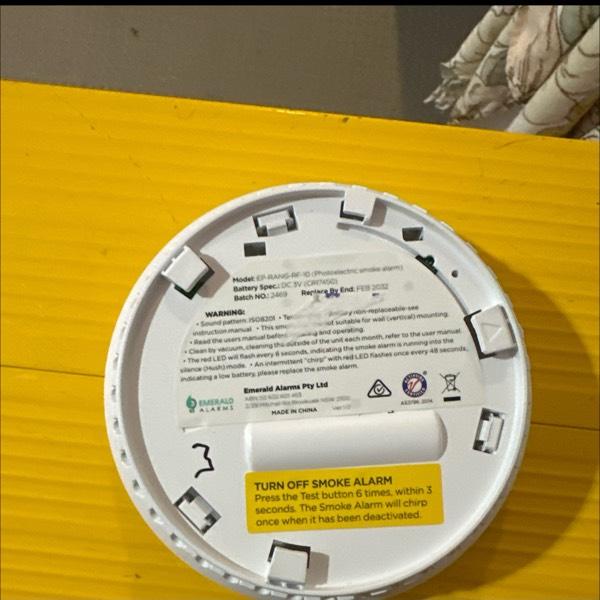 Model: EP-RANG-RF-10 (Photoelectric smoke alarm)
Battery Spec.: DC 3V (CR17450)
Batch NO.: 2469 Replace By End: FEB 2032
WARNING:
• Sound pattern: ISO8201 • non-replaceable-see
instruction manual • This not suitable for wall (vertical) mounting.
• Read the users manual before and operating.
• Clean by vacuum, cleaning the outside of the unit each month, refer to the user manual.
• The red LED will flash every 8 seconds, indicating the smoke alarm is running into the
silence (Hush) mode. • An intermittent "chirp" with red LED flashes once every 48 seconds,
indicating a low battery, please replace the smoke alarm.
EMERALD
ALARMS
Emerald Alarms Pty Ltd
MADE IN CHINA
AS3786:2014
3
TURN OFF SMOKE ALARM
Press the Test button 6 times, within 3
seconds. The Smoke Alarm will chirp
once when it has been deactivated.